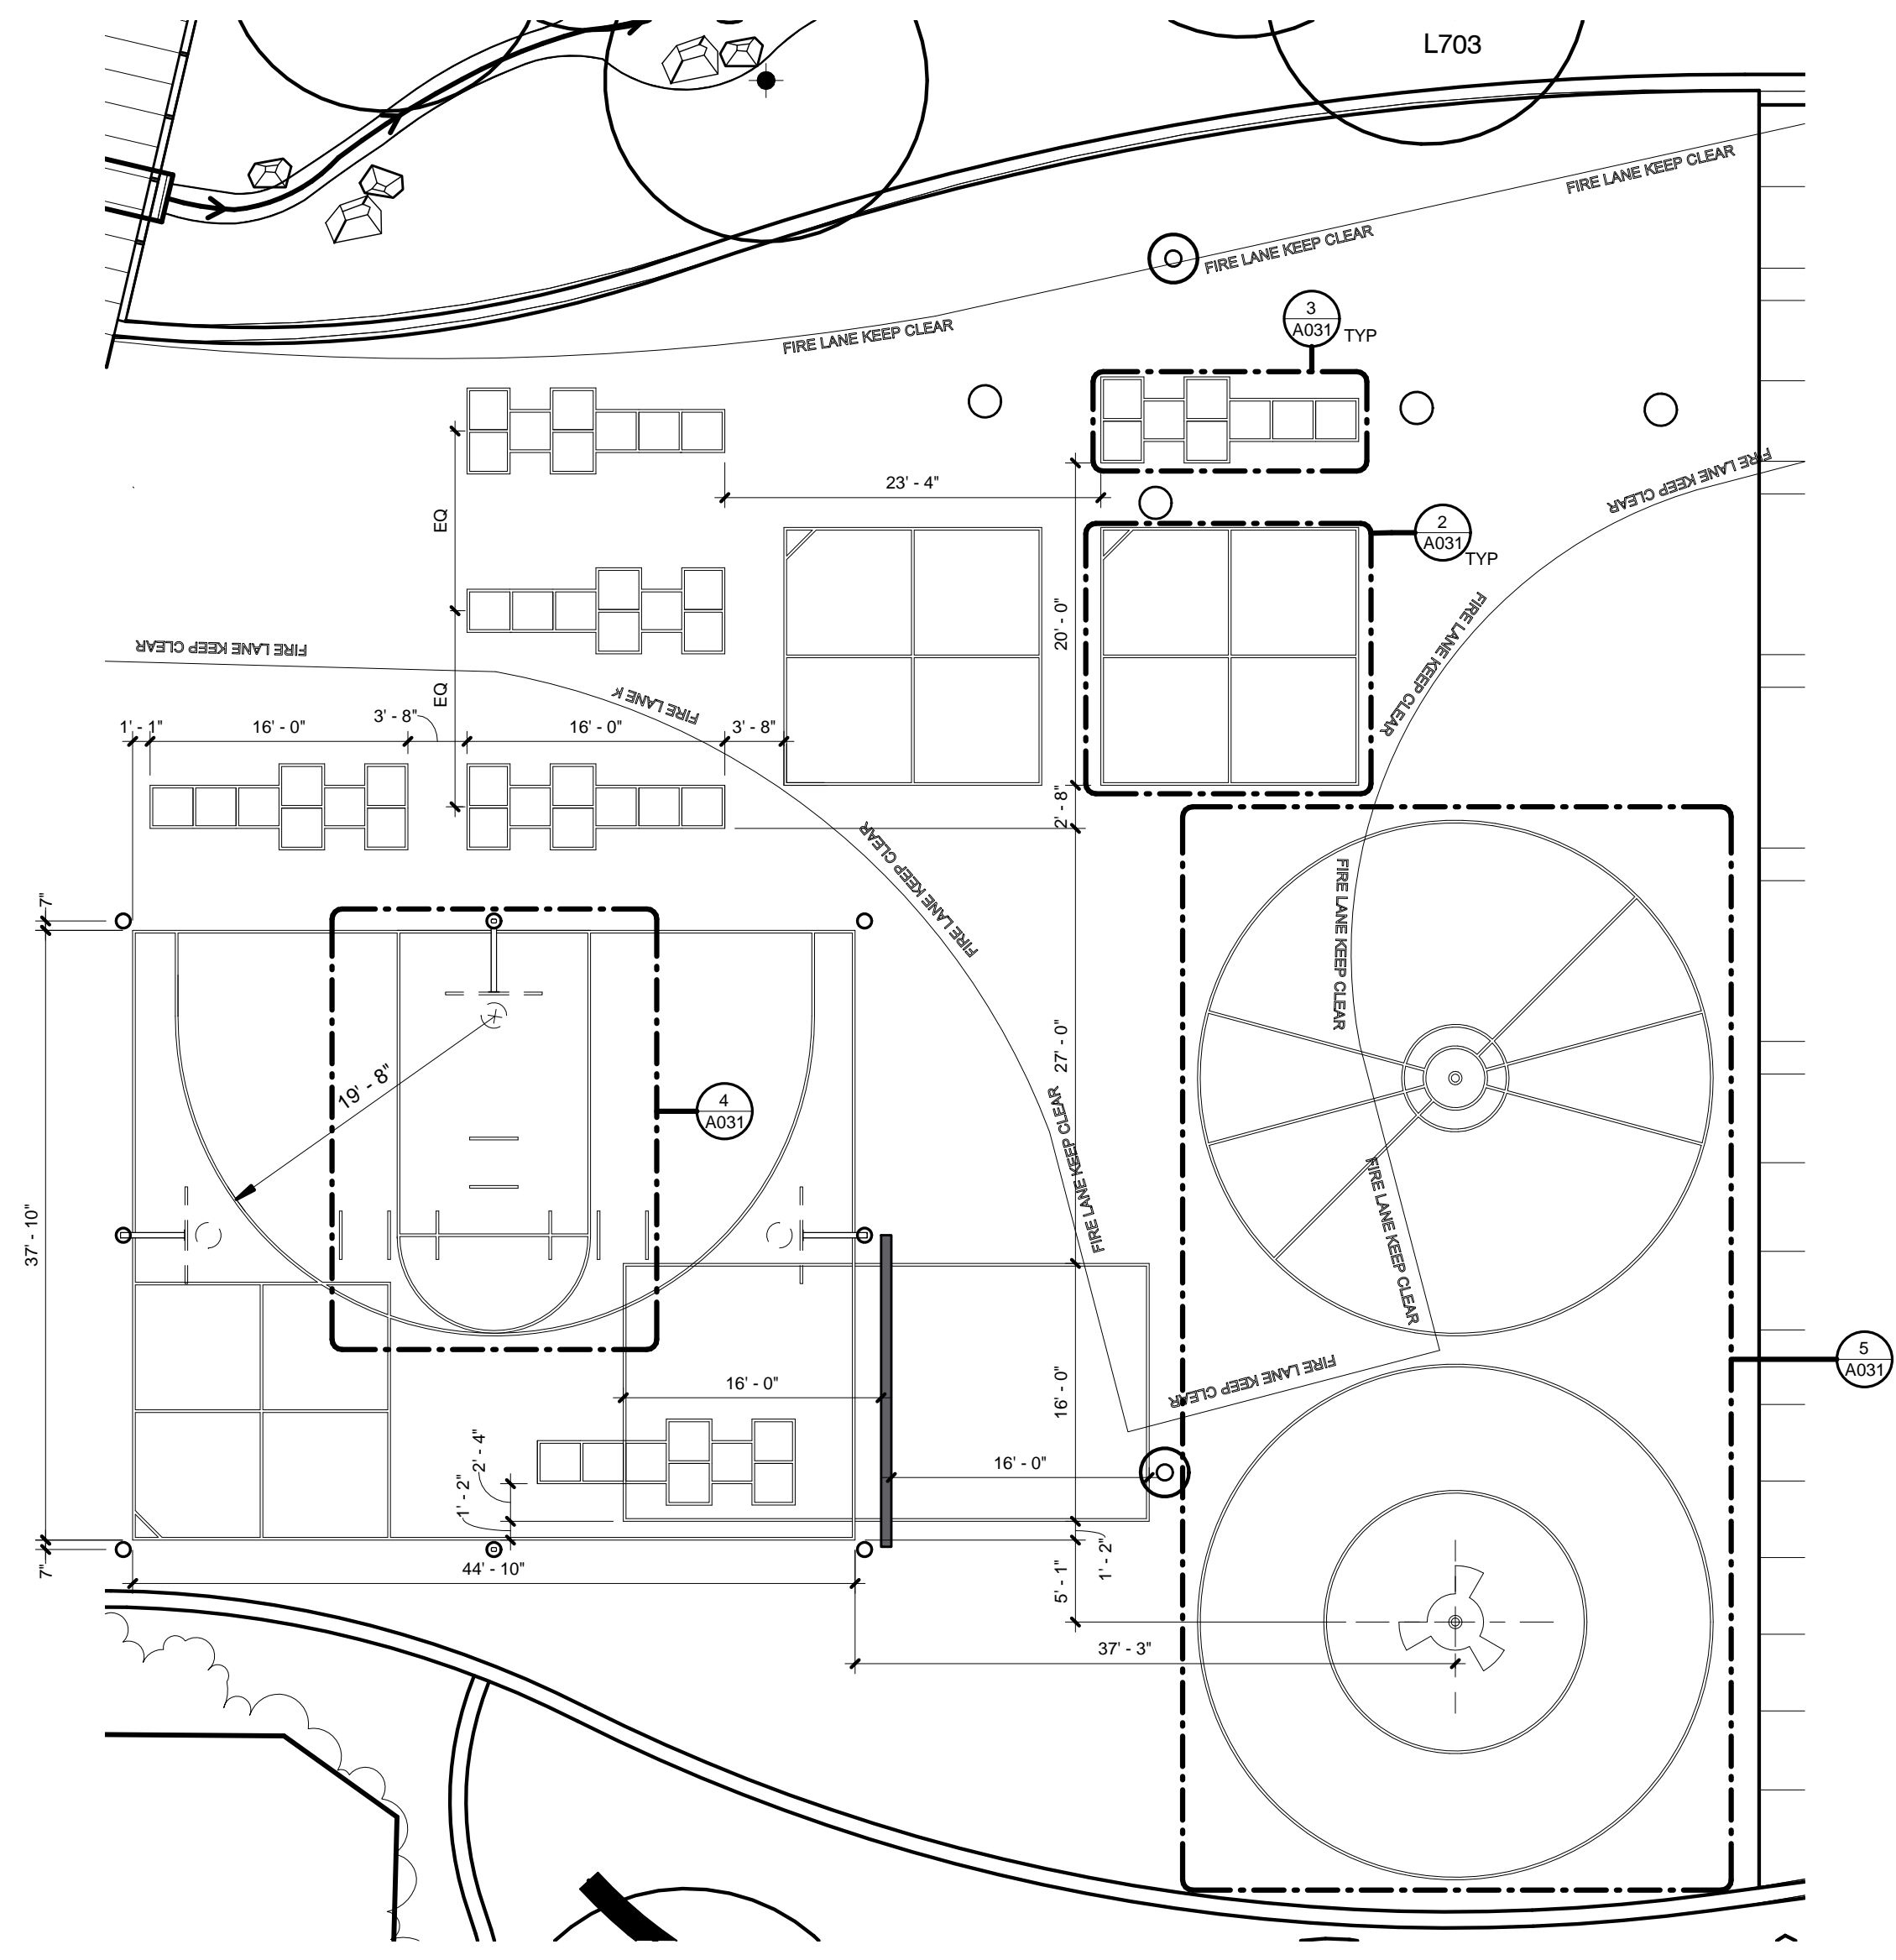 L703
FIRE LANE KEEP CLEAR
FIRE LANE KEEP CLEAR
FIRE LANE KEEP CLEAR
3
A031
TYP
FIRE LANE KEEP CLEAR
23' - 4"
2
A031
TYP
EQ
20' - 0"
FIRE LANE KEEP CLEAR
FIRE LANE KEEP CLEAR
FIRE LANE K
EQ
1' - 1"
16' - 0"
3' - 8"
16' - 0"
3' - 8"
2' - 8"
FIRE LANE KEEP CLEAR
FIRE LANE KEEP CLEAR
7"
27' - 0"
19' - 8"
4
A031
FIRE LANE KEEP CLEAR
FIRE LANE KEEP CLEAR
37' - 10"
FIRE LANE KEEP CLEAR
5
A031
16' - 0"
16' - 0"
2' - 4"
1' - 2"
16' - 0"
7"
44' - 10"
1' - 2"
5' - 1"
37' - 3"